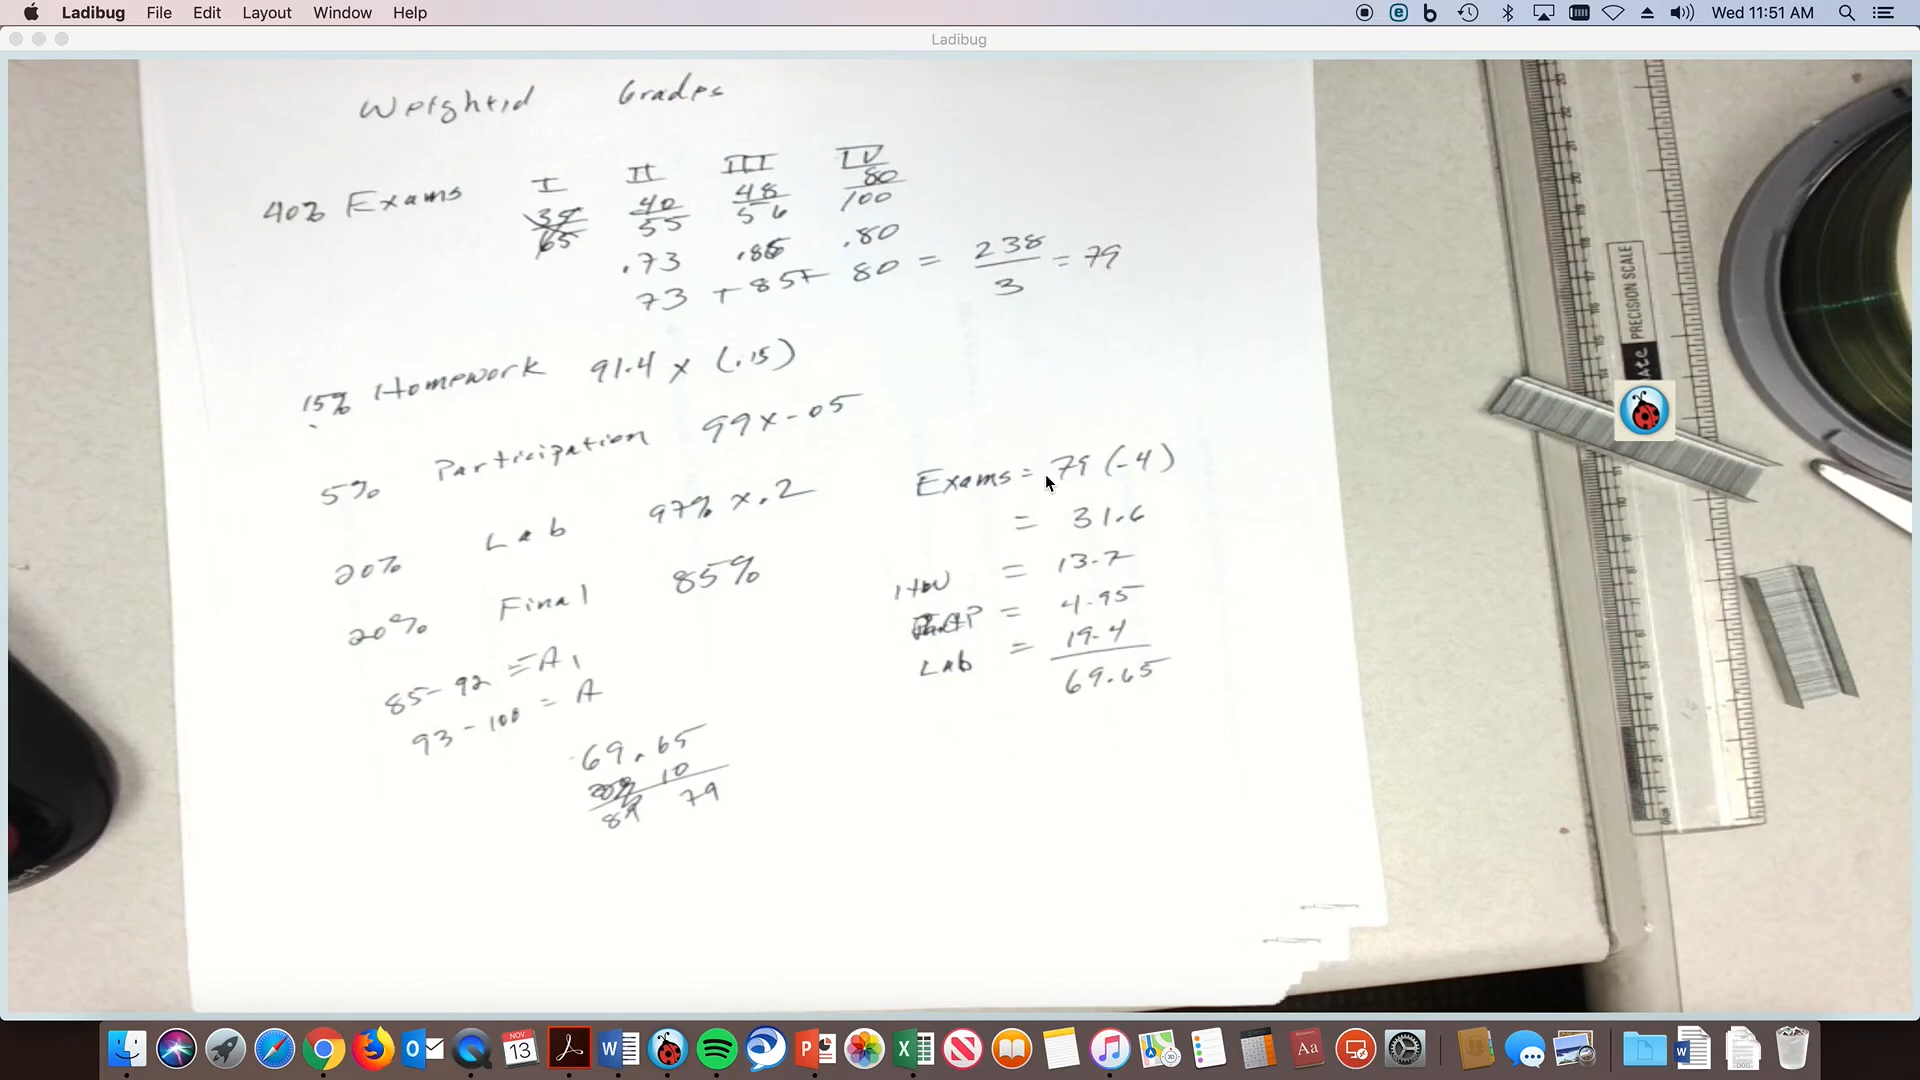 Ladibug File Edit Layout Window Help Wed 11:51 AM
Ladibug
Weighted Grades
I II III IV
40% Exams 40/55 48/56 80/100
.73 .85 .80
73 + 85 + 80 = 238/3 = 79
15% Homework 91.4 x (.15)
5% Participation 99 x .05
20% Lab 97% x .2
20% Final 85%
85-92 = A
93-100 = A
69.65
10
79
Exams = 79 (.4)
= 31.6
HW = 13.7
= 4.95
Lab = 19.4
69.65
PRECISION SCALE
NOV
13